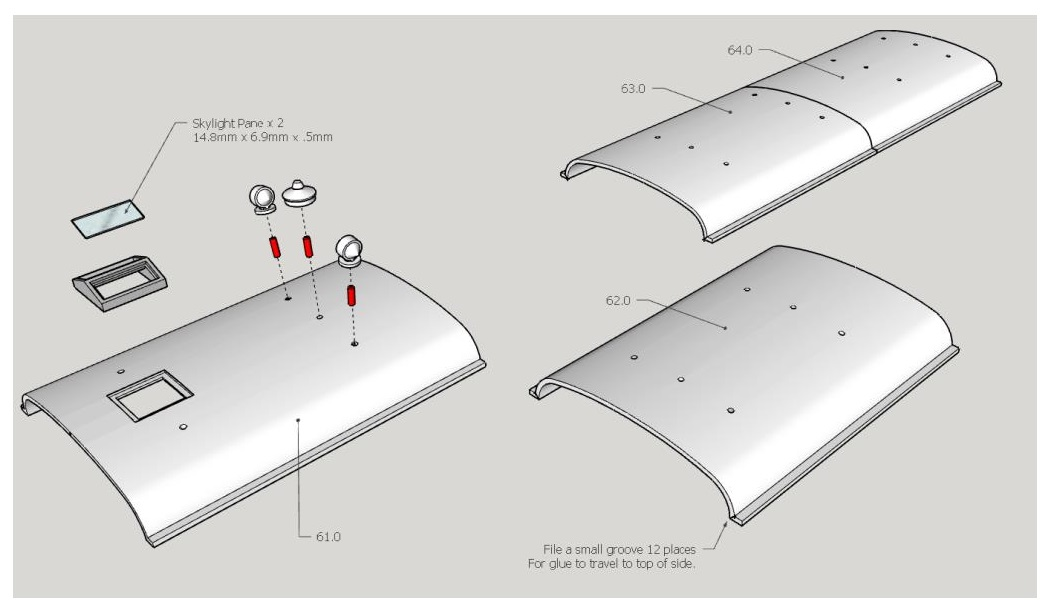 Skylight Pane x 2
14.8mm x 6.9mm x .5mm
64.0
63.0
62.0
61.0
File a small groove 12 places
For glue to travel to top of side.